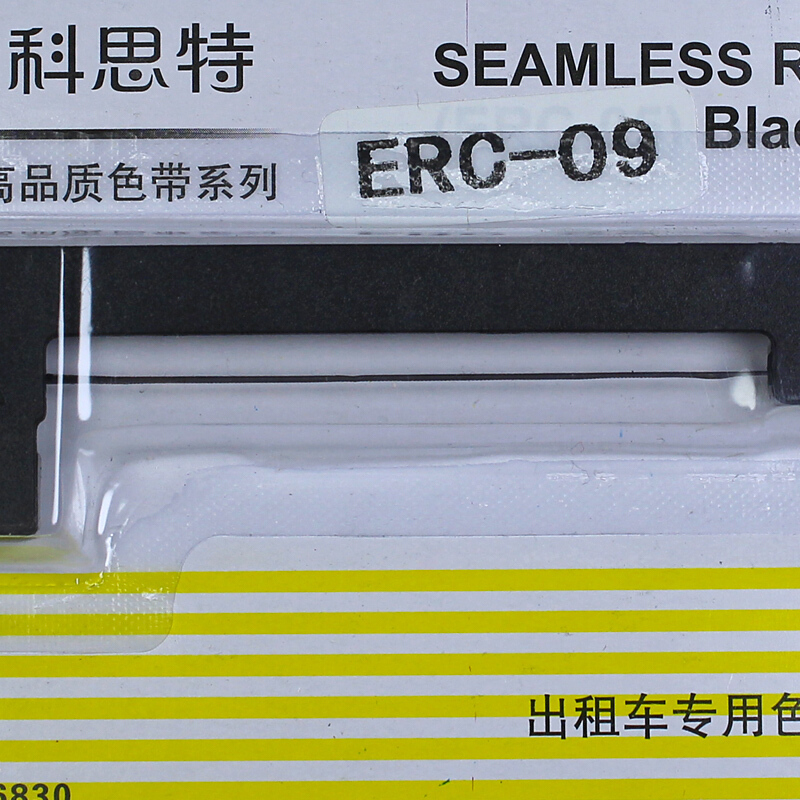 科思特
SEAMLESS R
ERC-09
Blac
高品质色带系列
出租车专用色
6830